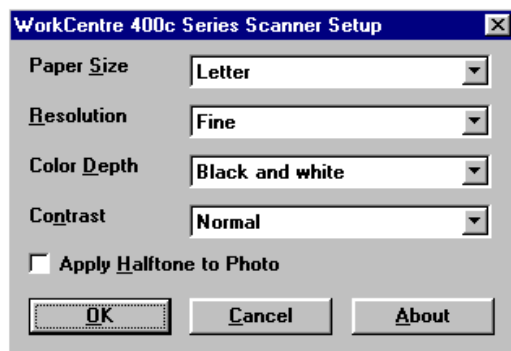 WorkCentre 400c Series Scanner Setup
Paper Size Letter
Resolution Fine
Color Depth Black and white
Contrast Normal
Apply Halftone to Photo
OK Cancel About